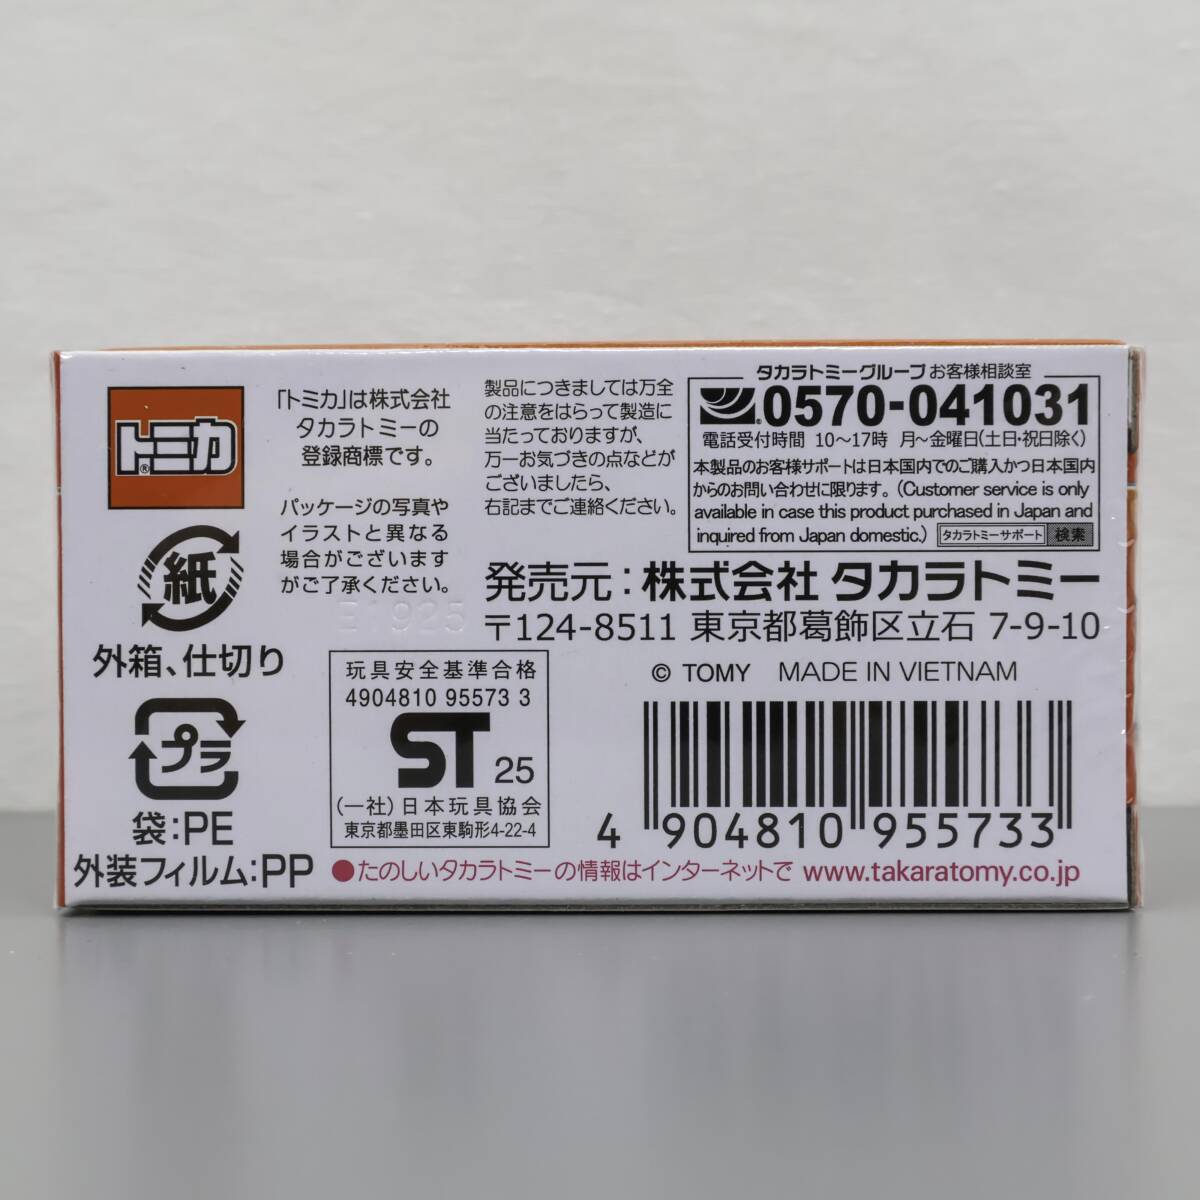 トミカ®
「トミカ」は株式会社
タカラトミーの
登録商標です。
パッケージの写真や
イラストと異なる
場合がございます
がご了承ください。
E1925
紙
外箱、仕切り
プラ
袋:PE
外装フィルム:PP
製品につきましては万全
の注意をはらって製造に
当たっておりますが、
万一お気づきの点などが
ございましたら、
右記までご連絡ください。
タカラトミーグループ お客様相談室
0570-041031
電話受付時間 10〜17時 月〜金曜日(土日・祝日除く)
本製品のお客様サポートは日本国内でのご購入かつ日本国内
からのお問い合わせに限ります。(Customer service is only
available in case this product purchased in Japan and
inquired from Japan domestic.) タカラトミーサポート 検索
発売元:株式会社 タカラトミー
〒124-8511 東京都葛飾区立石 7-9-10
© TOMY MADE IN VIETNAM
玩具安全基準合格
4904810 95573 3
ST 25
(一社)日本玩具協会
東京都墨田区東駒形4-22-4
4 904810 955733
●たのしいタカラトミーの情報はインターネットで www.takaratomy.co.jp